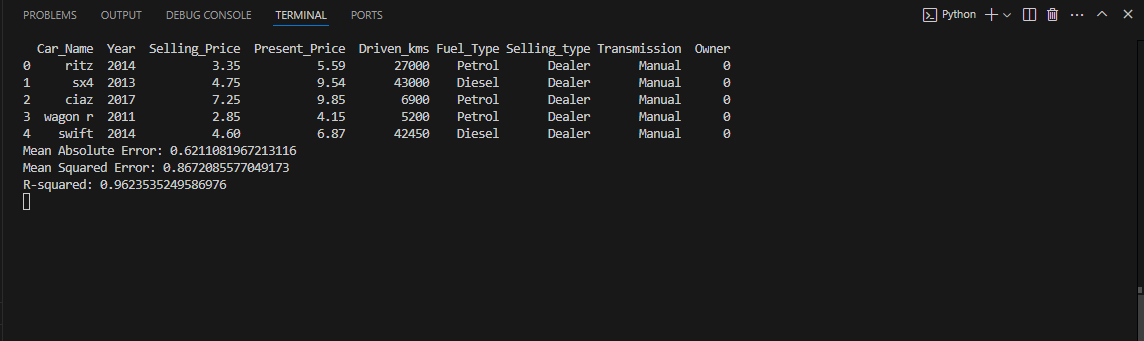 PROBLEMS OUTPUT DEBUG CONSOLE TERMINAL PORTS Python
Car_Name Year Selling_Price Present_Price Driven_kms Fuel_Type Selling_type Transmission Owner
0 ritz 2014 3.35 5.59 27000 Petrol Dealer Manual 0
1 sx4 2013 4.75 9.54 43000 Diesel Dealer Manual 0
2 ciaz 2017 7.25 9.85 6900 Petrol Dealer Manual 0
3 wagon r 2011 2.85 4.15 5200 Petrol Dealer Manual 0
4 swift 2014 4.60 6.87 42450 Diesel Dealer Manual 0
Mean Absolute Error: 0.6211081967213116
Mean Squared Error: 0.8672085577049173
R-squared: 0.9623535249586976